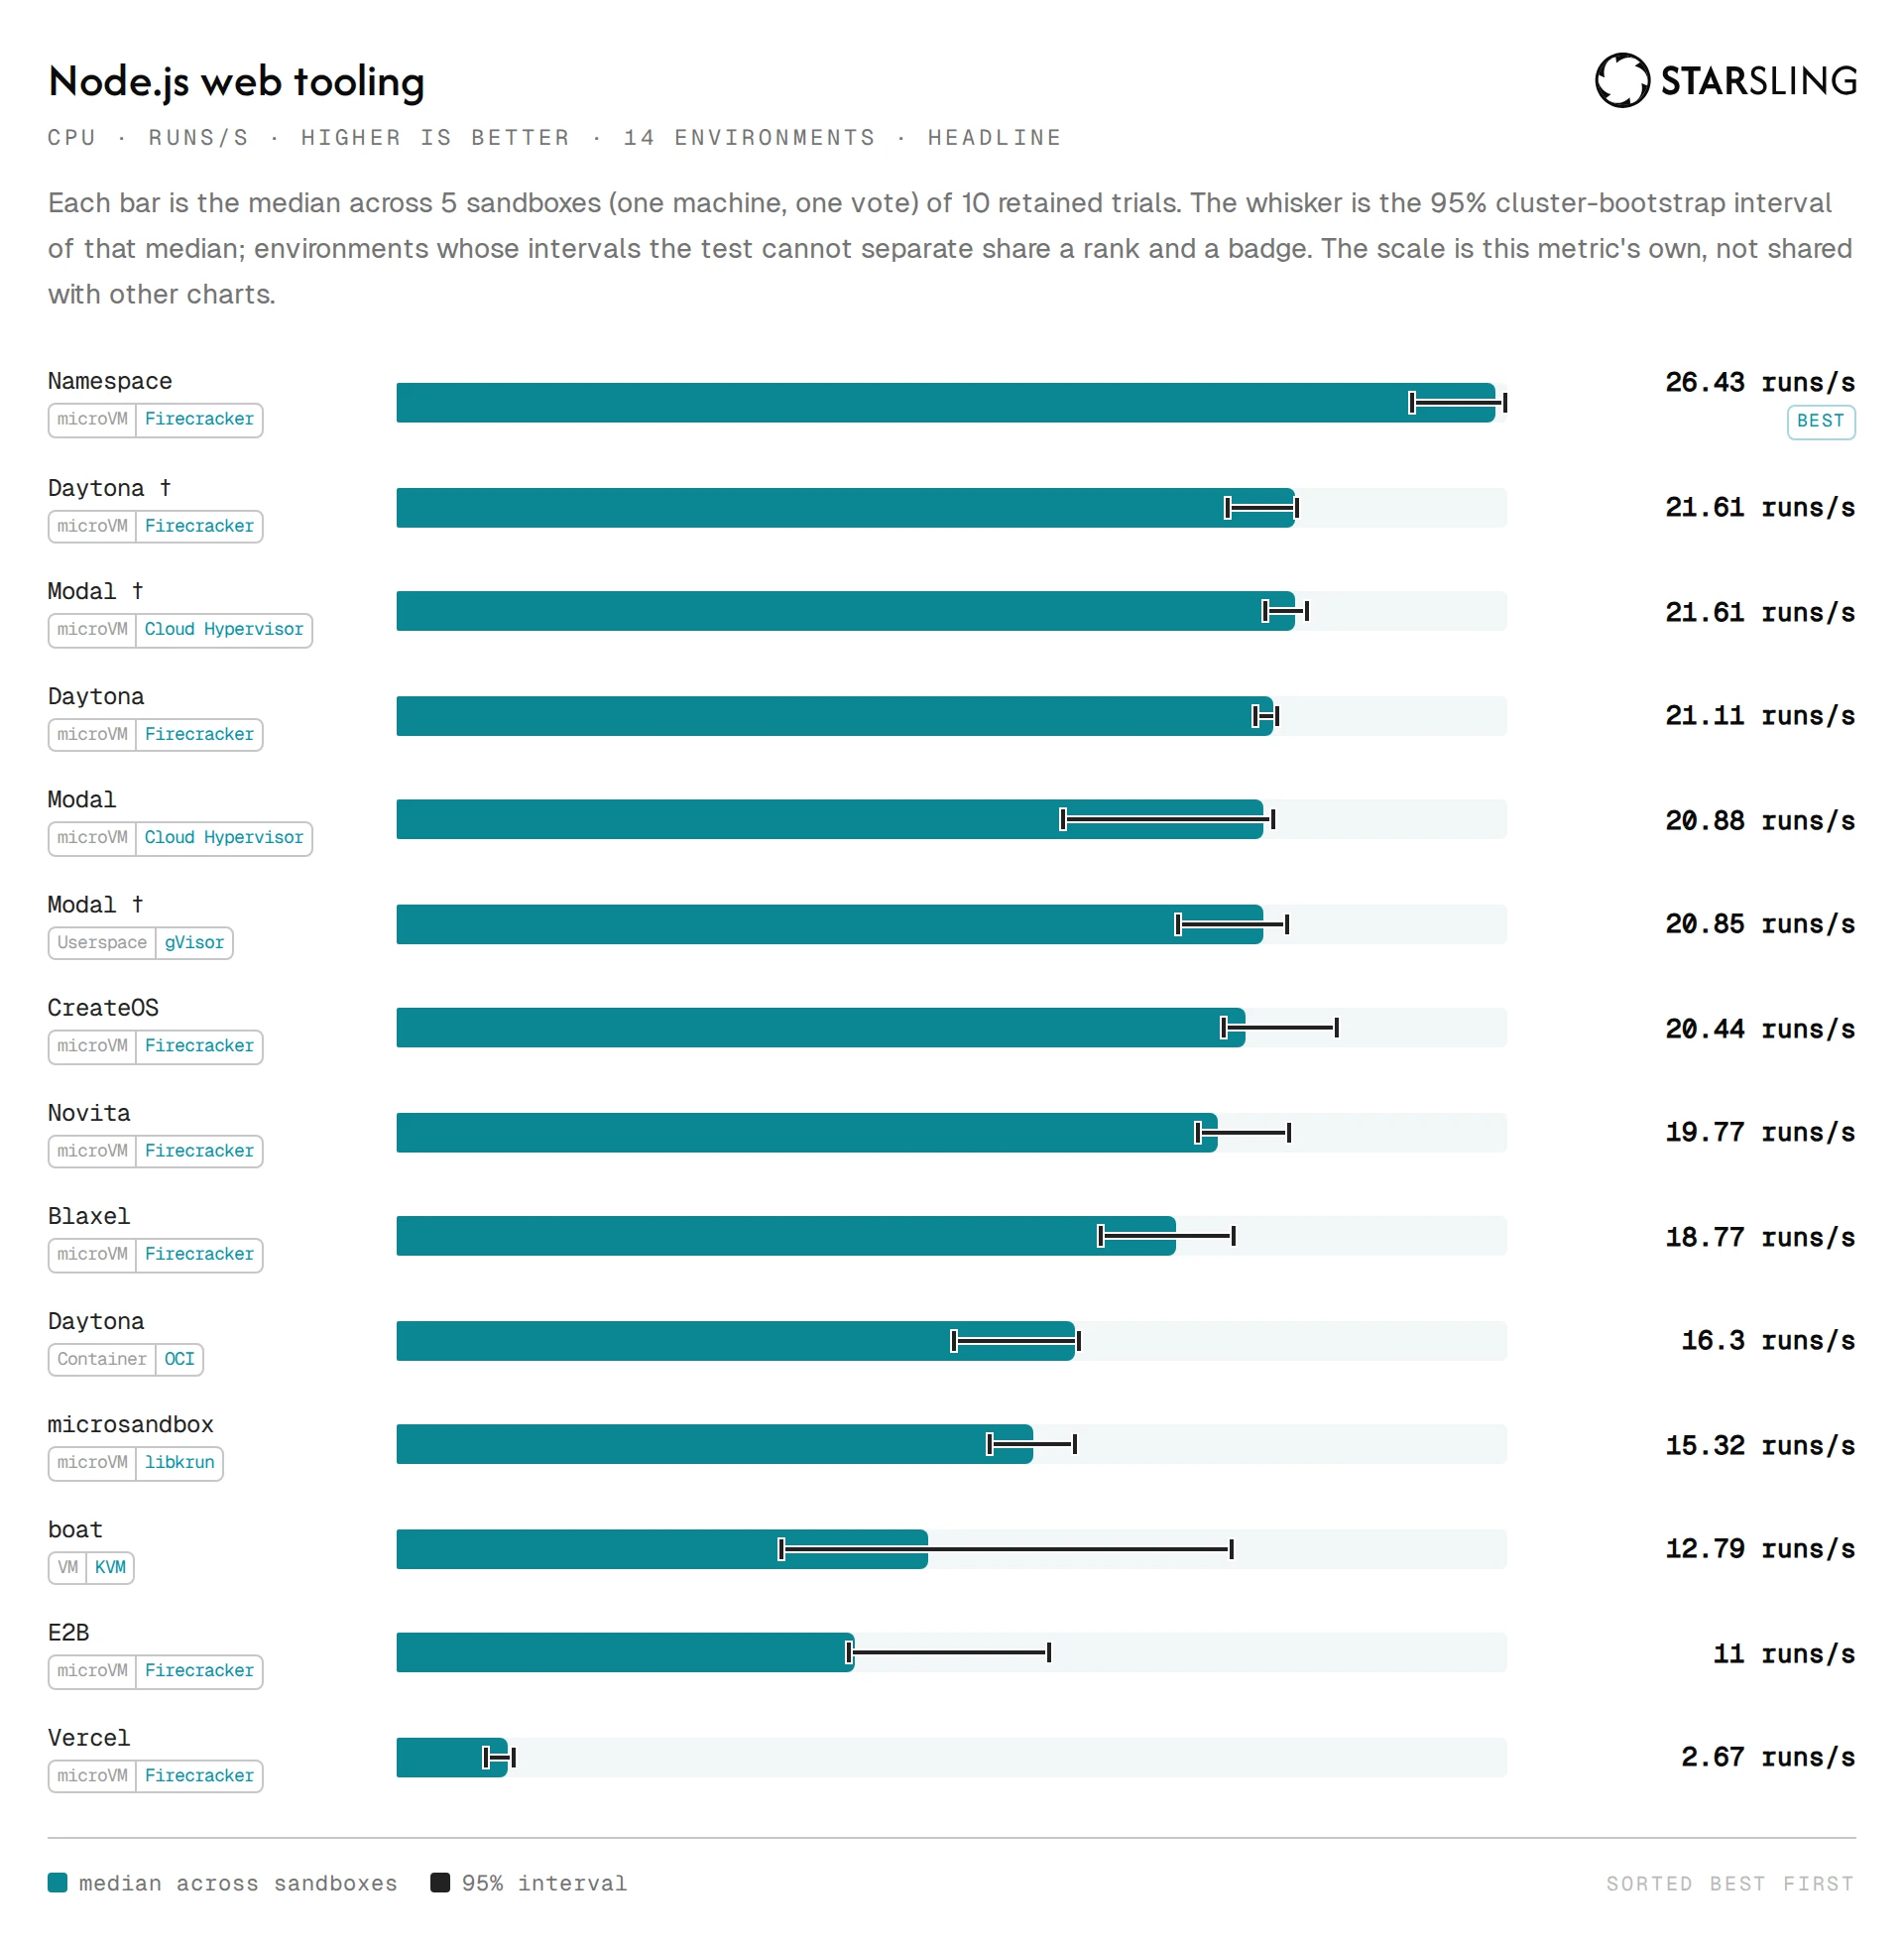 Node.js web tooling
STARSLING
CPU · RUNS/S · HIGHER IS BETTER · 14 ENVIRONMENTS · HEADLINE
Each bar is the median across 5 sandboxes (one machine, one vote) of 10 retained trials. The whisker is the 95% cluster-bootstrap interval
of that median; environments whose intervals the test cannot separate share a rank and a badge. The scale is this metric's own, not shared
with other charts.
Namespace
microVM Firecracker
26.43 runs/s
BEST
Daytona †
microVM Firecracker
21.61 runs/s
Modal †
microVM Cloud Hypervisor
21.61 runs/s
Daytona
microVM Firecracker
21.11 runs/s
Modal
microVM Cloud Hypervisor
20.88 runs/s
Modal †
Userspace gVisor
20.85 runs/s
CreateOS
microVM Firecracker
20.44 runs/s
Novita
microVM Firecracker
19.77 runs/s
Blaxel
microVM Firecracker
18.77 runs/s
Daytona
Container OCI
16.3 runs/s
microsandbox
microVM libkrun
15.32 runs/s
boat
VM KVM
12.79 runs/s
E2B
microVM Firecracker
11 runs/s
Vercel
microVM Firecracker
2.67 runs/s
median across sandboxes
95% interval
SORTED BEST FIRST